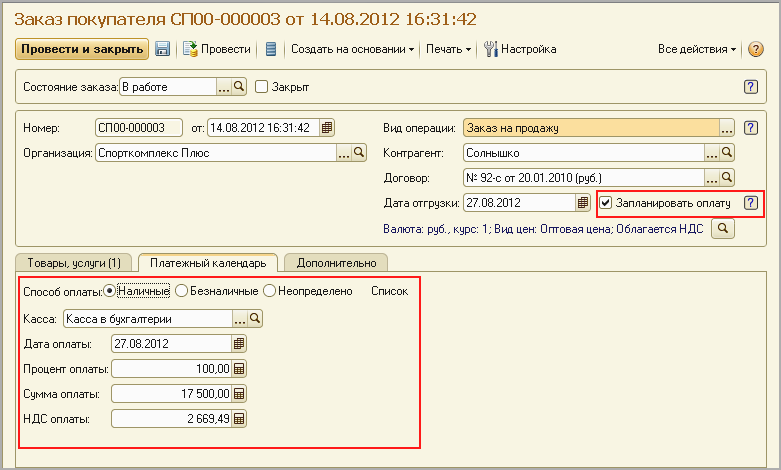 Заказ покупателя СП00-000003 от 14.08.2012 16:31:42
Провести и закрыть Провести Создать на основании Печать Настройка Все действия ?
Состояние заказа: В работе ... Закрыт ?
Номер: СП00-000003 от: 14.08.2012 16:31:42 Вид операции: Заказ на продажу ... ?
Организация: Спорткомплекс Плюс ... Контрагент: Солнышко ...
Договор: № 92-с от 20.01.2010 (руб.) ...
Дата отгрузки: 27.08.2012 Запланировать оплату ?
Валюта: руб., курс: 1; Вид цен: Оптовая цена; Облагается НДС
Товары, услуги (1) Платежный календарь Дополнительно
Способ оплаты: Наличные Безналичные Неопределено Список
Касса: Касса в бухгалтерии ...
Дата оплаты: 27.08.2012
Процент оплаты: 100,00
Сумма оплаты: 17 500,00
НДС оплаты: 2 669,49